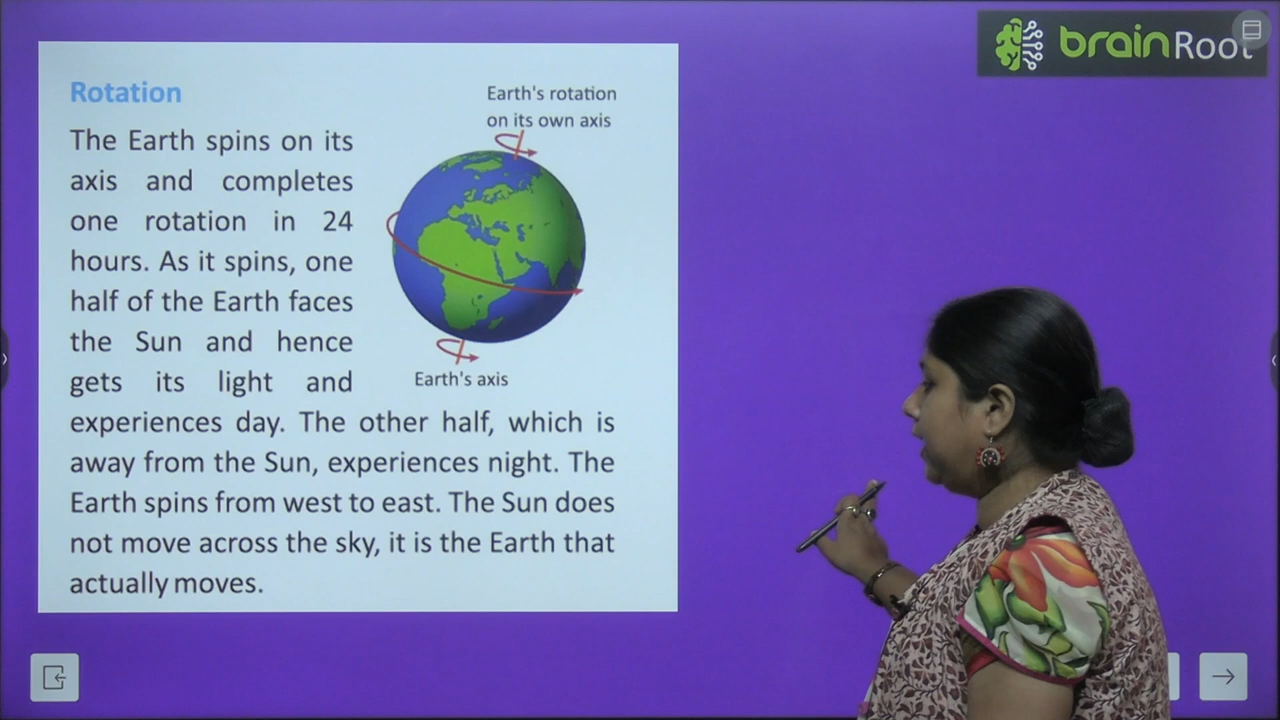 brainRoot
Rotation
Earth's rotation
on its own axis
The Earth spins on its
axis and completes
one rotation in 24
hours. As it spins, one
half of the Earth faces
the Sun and hence
gets its light and
Earth's axis
experiences day. The other half, which is
away from the Sun, experiences night. The
Earth spins from west to east. The Sun does
not move across the sky, it is the Earth that
actually moves.